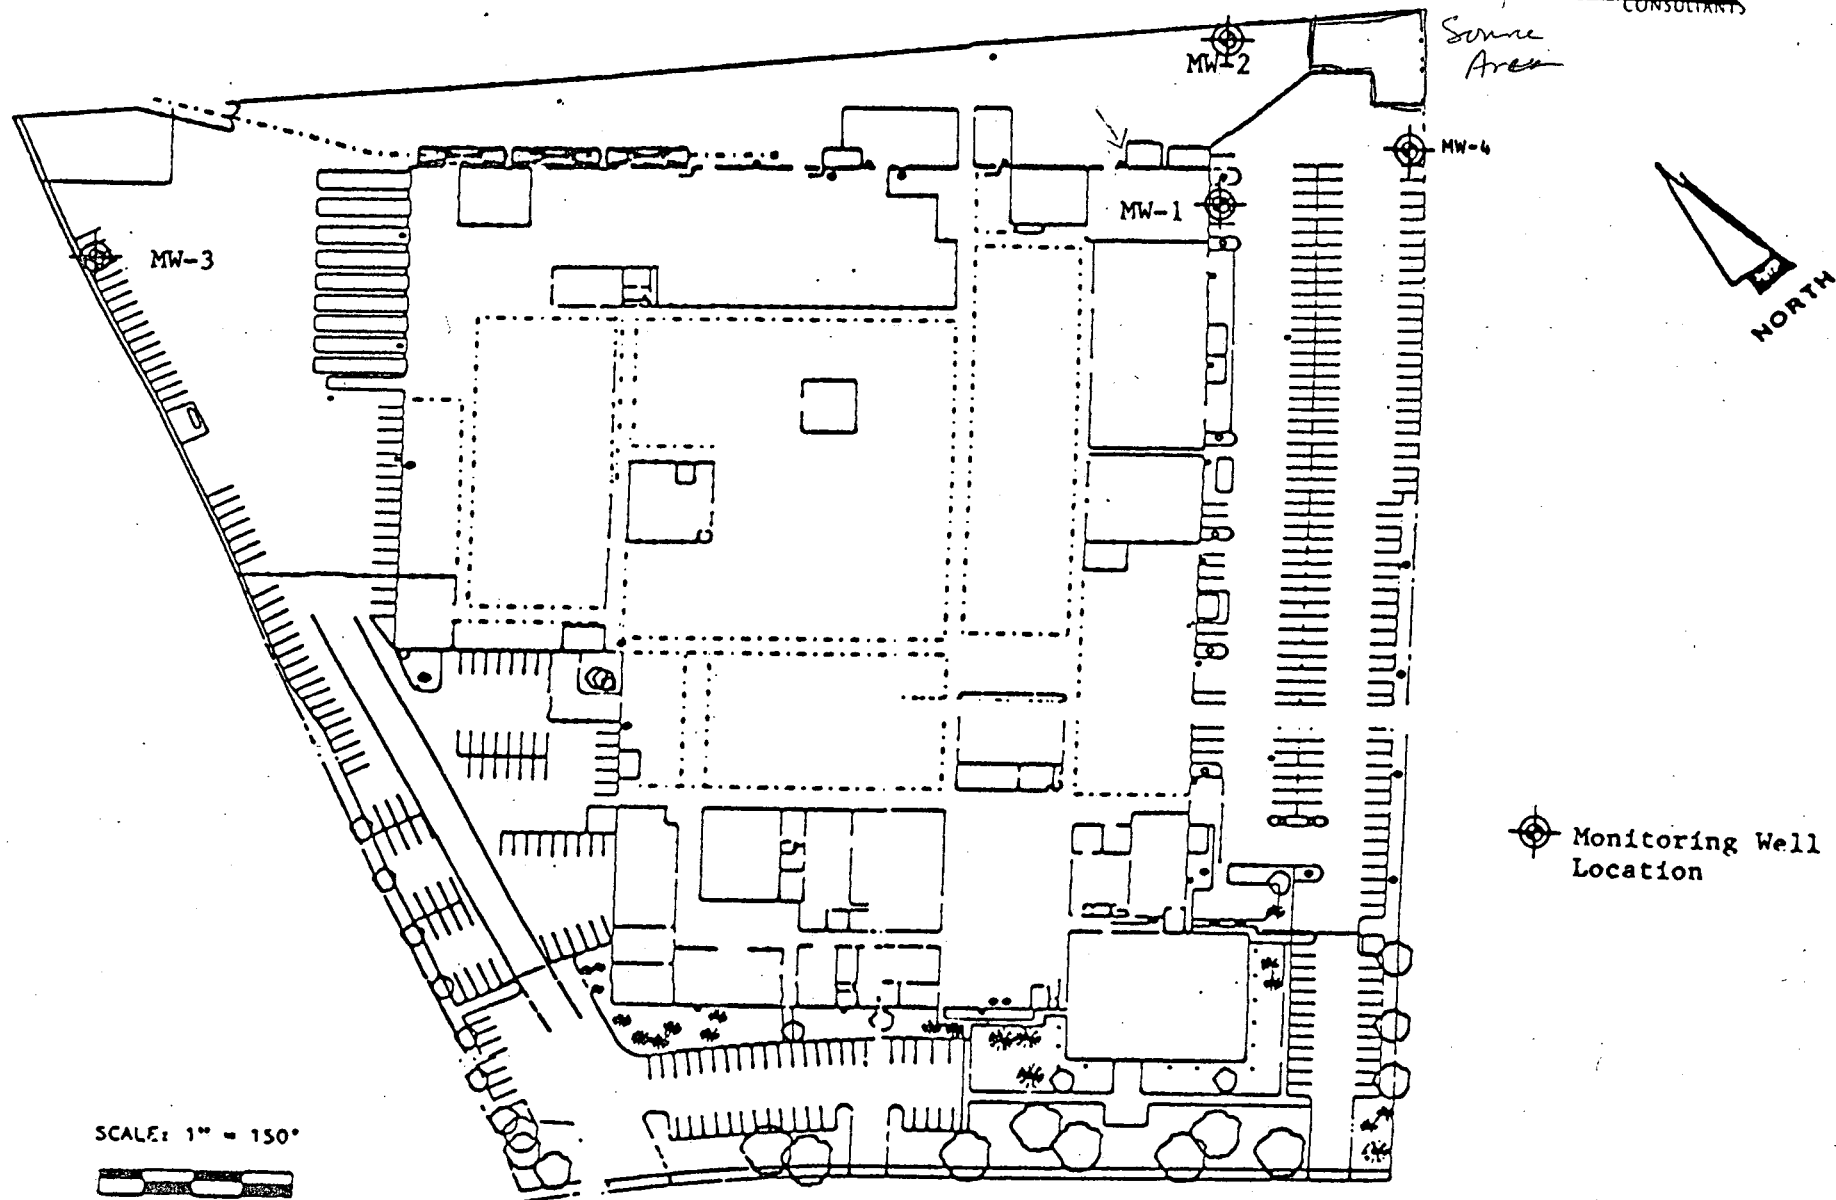 CONSULTANTS
Source
Area
MW-2
MW-4
MW-1
MW-3
NORTH
Monitoring Well
Location
SCALE: 1" = 150'